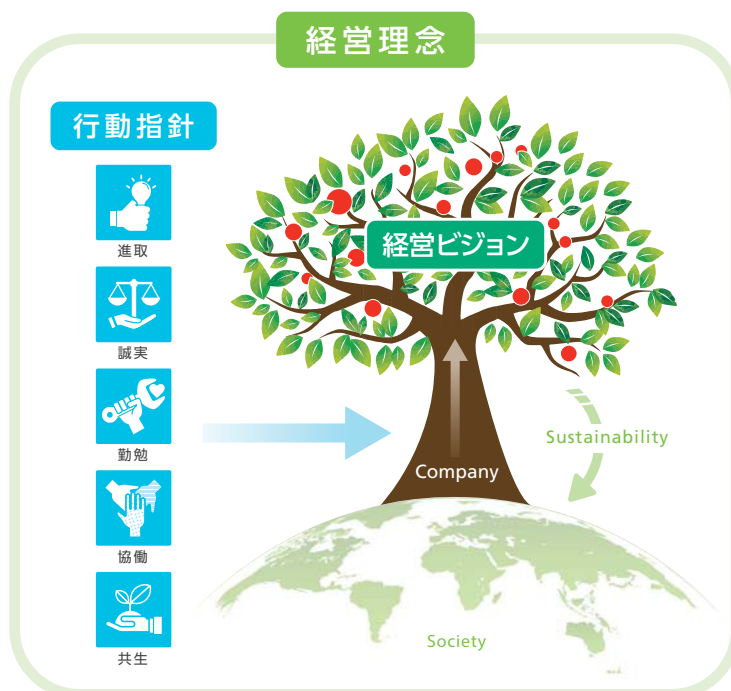 経営理念
行動指針
進取
誠実
勤勉
協働
共生
経営ビジョン
Sustainability
Company
Society